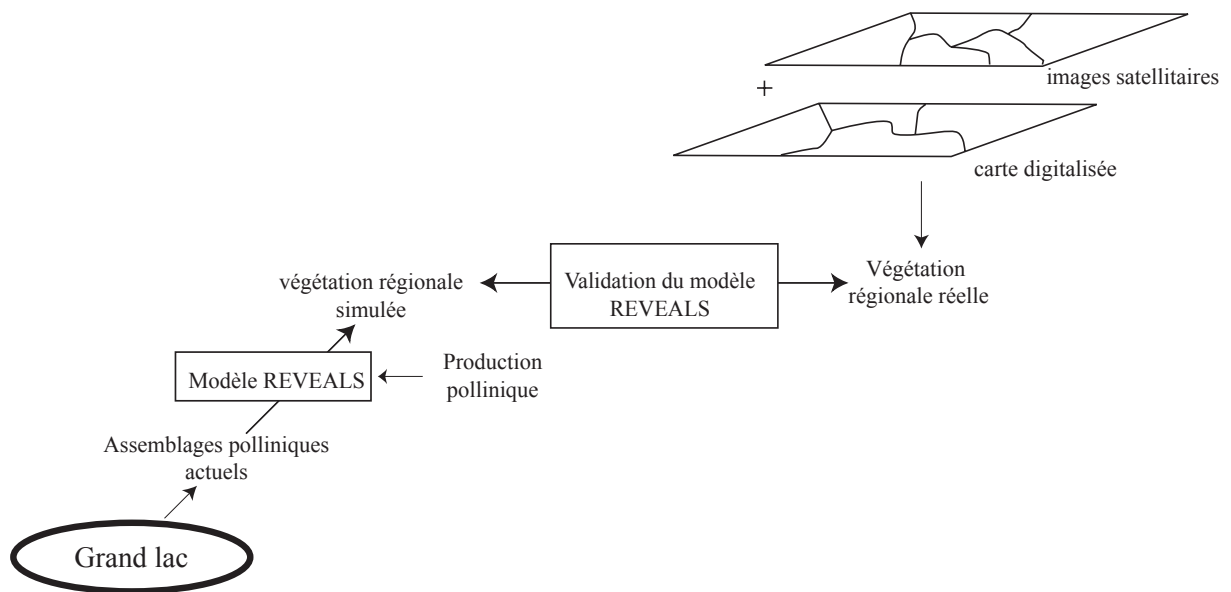 images satellitaires
+
carte digitalisée
Végétation
régionale réelle
Validation du modèle
REVEALS
végétation régionale
simulée
Modèle REVEALS
Production
pollinique
Assemblages polliniques
actuels
Grand lac